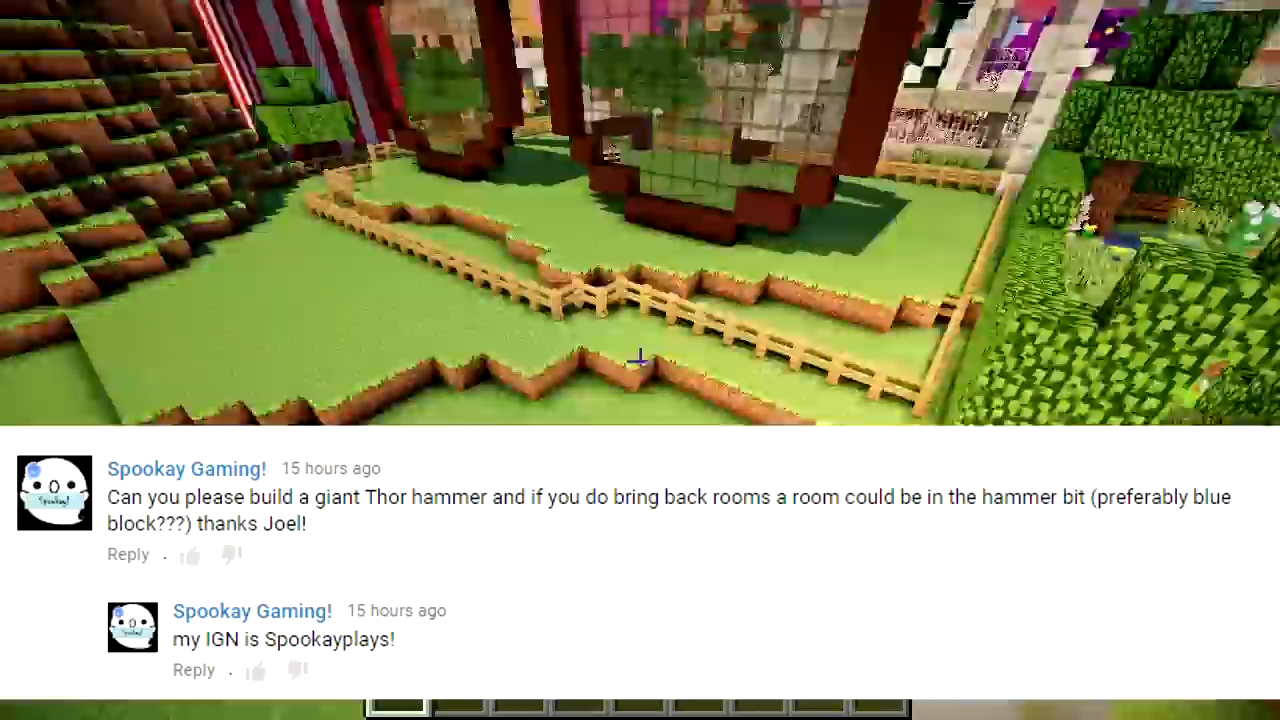 Spookay Gaming! 15 hours ago
Can you please build a giant Thor hammer and if you do bring back rooms a room could be in the hammer bit (preferably blue
block???) thanks Joel!
Reply .
Spookay Gaming! 15 hours ago
my IGN is Spookayplays!
Reply .